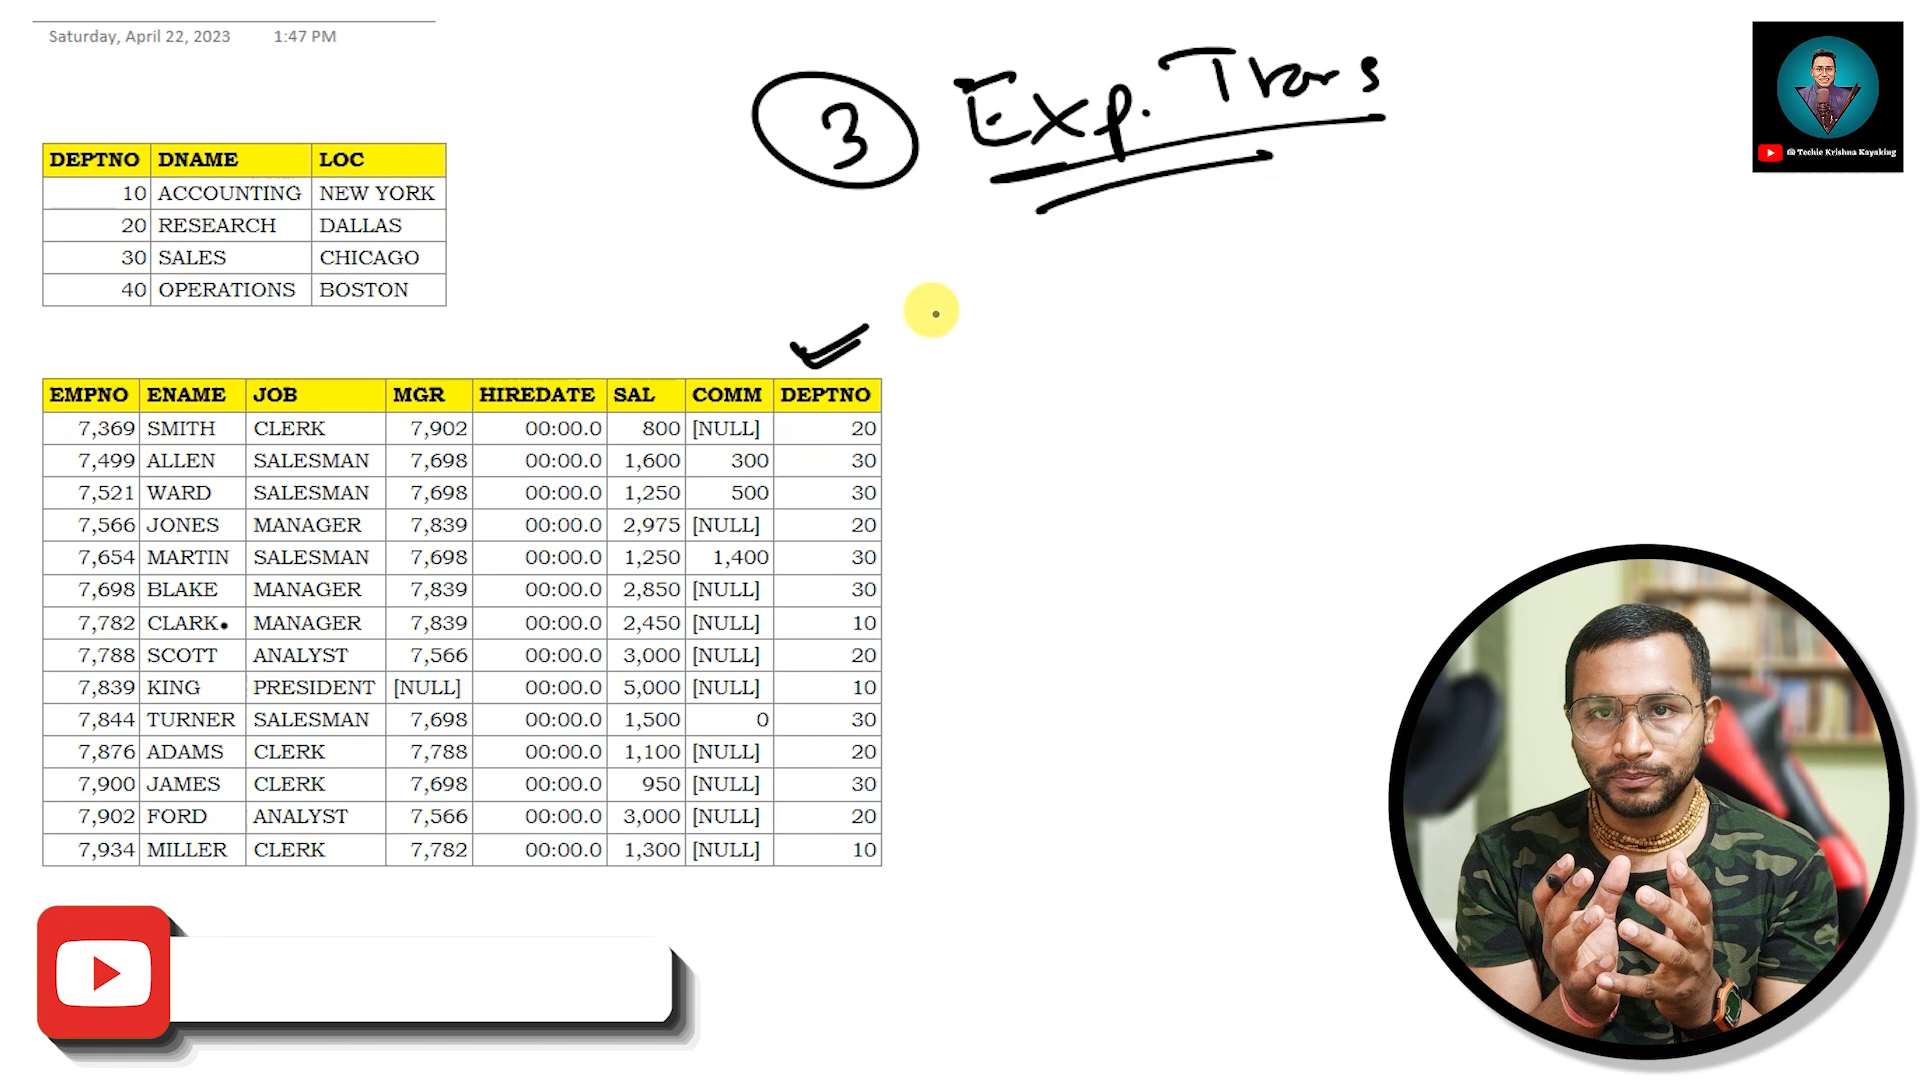 Saturday, April 22, 2023 1:47 PM
3 Exp. Trans
@ Techie Krishna Kayaking
DEPTNO DNAME LOC
10 ACCOUNTING NEW YORK
20 RESEARCH DALLAS
30 SALES CHICAGO
40 OPERATIONS BOSTON
EMPNO ENAME JOB MGR HIREDATE SAL COMM DEPTNO
7,369 SMITH CLERK 7,902 00:00.0 800 [NULL] 20
7,499 ALLEN SALESMAN 7,698 00:00.0 1,600 300 30
7,521 WARD SALESMAN 7,698 00:00.0 1,250 500 30
7,566 JONES MANAGER 7,839 00:00.0 2,975 [NULL] 20
7,654 MARTIN SALESMAN 7,698 00:00.0 1,250 1,400 30
7,698 BLAKE MANAGER 7,839 00:00.0 2,850 [NULL] 30
7,782 CLARK MANAGER 7,839 00:00.0 2,450 [NULL] 10
7,788 SCOTT ANALYST 7,566 00:00.0 3,000 [NULL] 20
7,839 KING PRESIDENT [NULL] 00:00.0 5,000 [NULL] 10
7,844 TURNER SALESMAN 7,698 00:00.0 1,500 0 30
7,876 ADAMS CLERK 7,788 00:00.0 1,100 [NULL] 20
7,900 JAMES CLERK 7,698 00:00.0 950 [NULL] 30
7,902 FORD ANALYST 7,566 00:00.0 3,000 [NULL] 20
7,934 MILLER CLERK 7,782 00:00.0 1,300 [NULL] 10